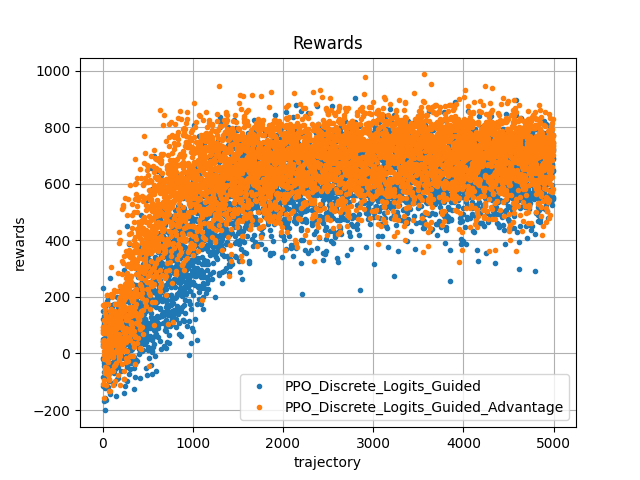 Rewards
1000
800
600
400
200
0
−200
rewards
0
1000
2000
3000
4000
5000
trajectory
PPO_Discrete_Logits_Guided
PPO_Discrete_Logits_Guided_Advantage